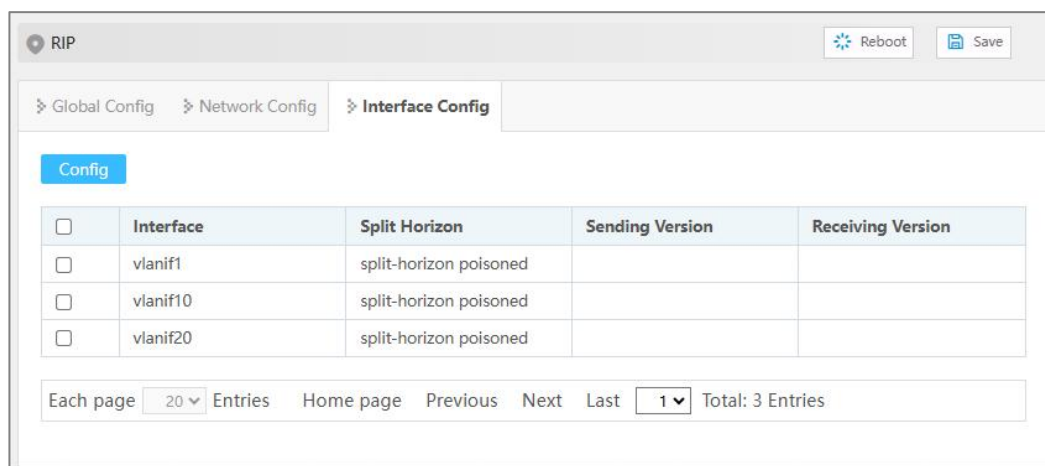 RIP Reboot Save
Global Config Network Config Interface Config
Config
Interface Split Horizon Sending Version Receiving Version
vlanif1 split-horizon poisoned
vlanif10 split-horizon poisoned
vlanif20 split-horizon poisoned
Each page 20 Entries Home page Previous Next Last 1 Total: 3 Entries